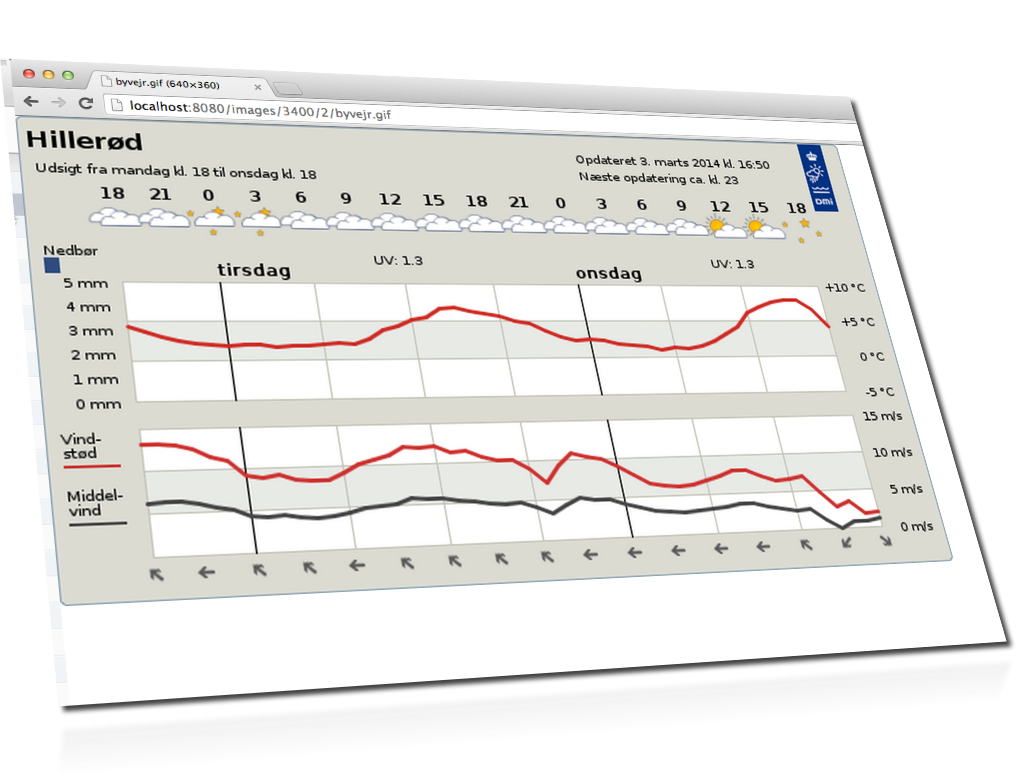 byvejr.gif (640×360)
localhost:8080/images/3400/2/byvejr.gif
Hillerød
Udsigt fra mandag kl. 18 til onsdag kl. 18
Opdateret 3. marts 2014 kl. 16:50
Næste opdatering ca. kl. 23
DMI
18 21 0 3 6 9 12 15 18 21 0 3 6 9 12 15 18
Nedbør
tirsdag
UV: 1.3
onsdag
UV: 1.3
5 mm
4 mm
3 mm
2 mm
1 mm
0 mm
+10 °C
+5 °C
0 °C
-5 °C
Vind-
stød
Middel-
vind
15 m/s
10 m/s
5 m/s
0 m/s